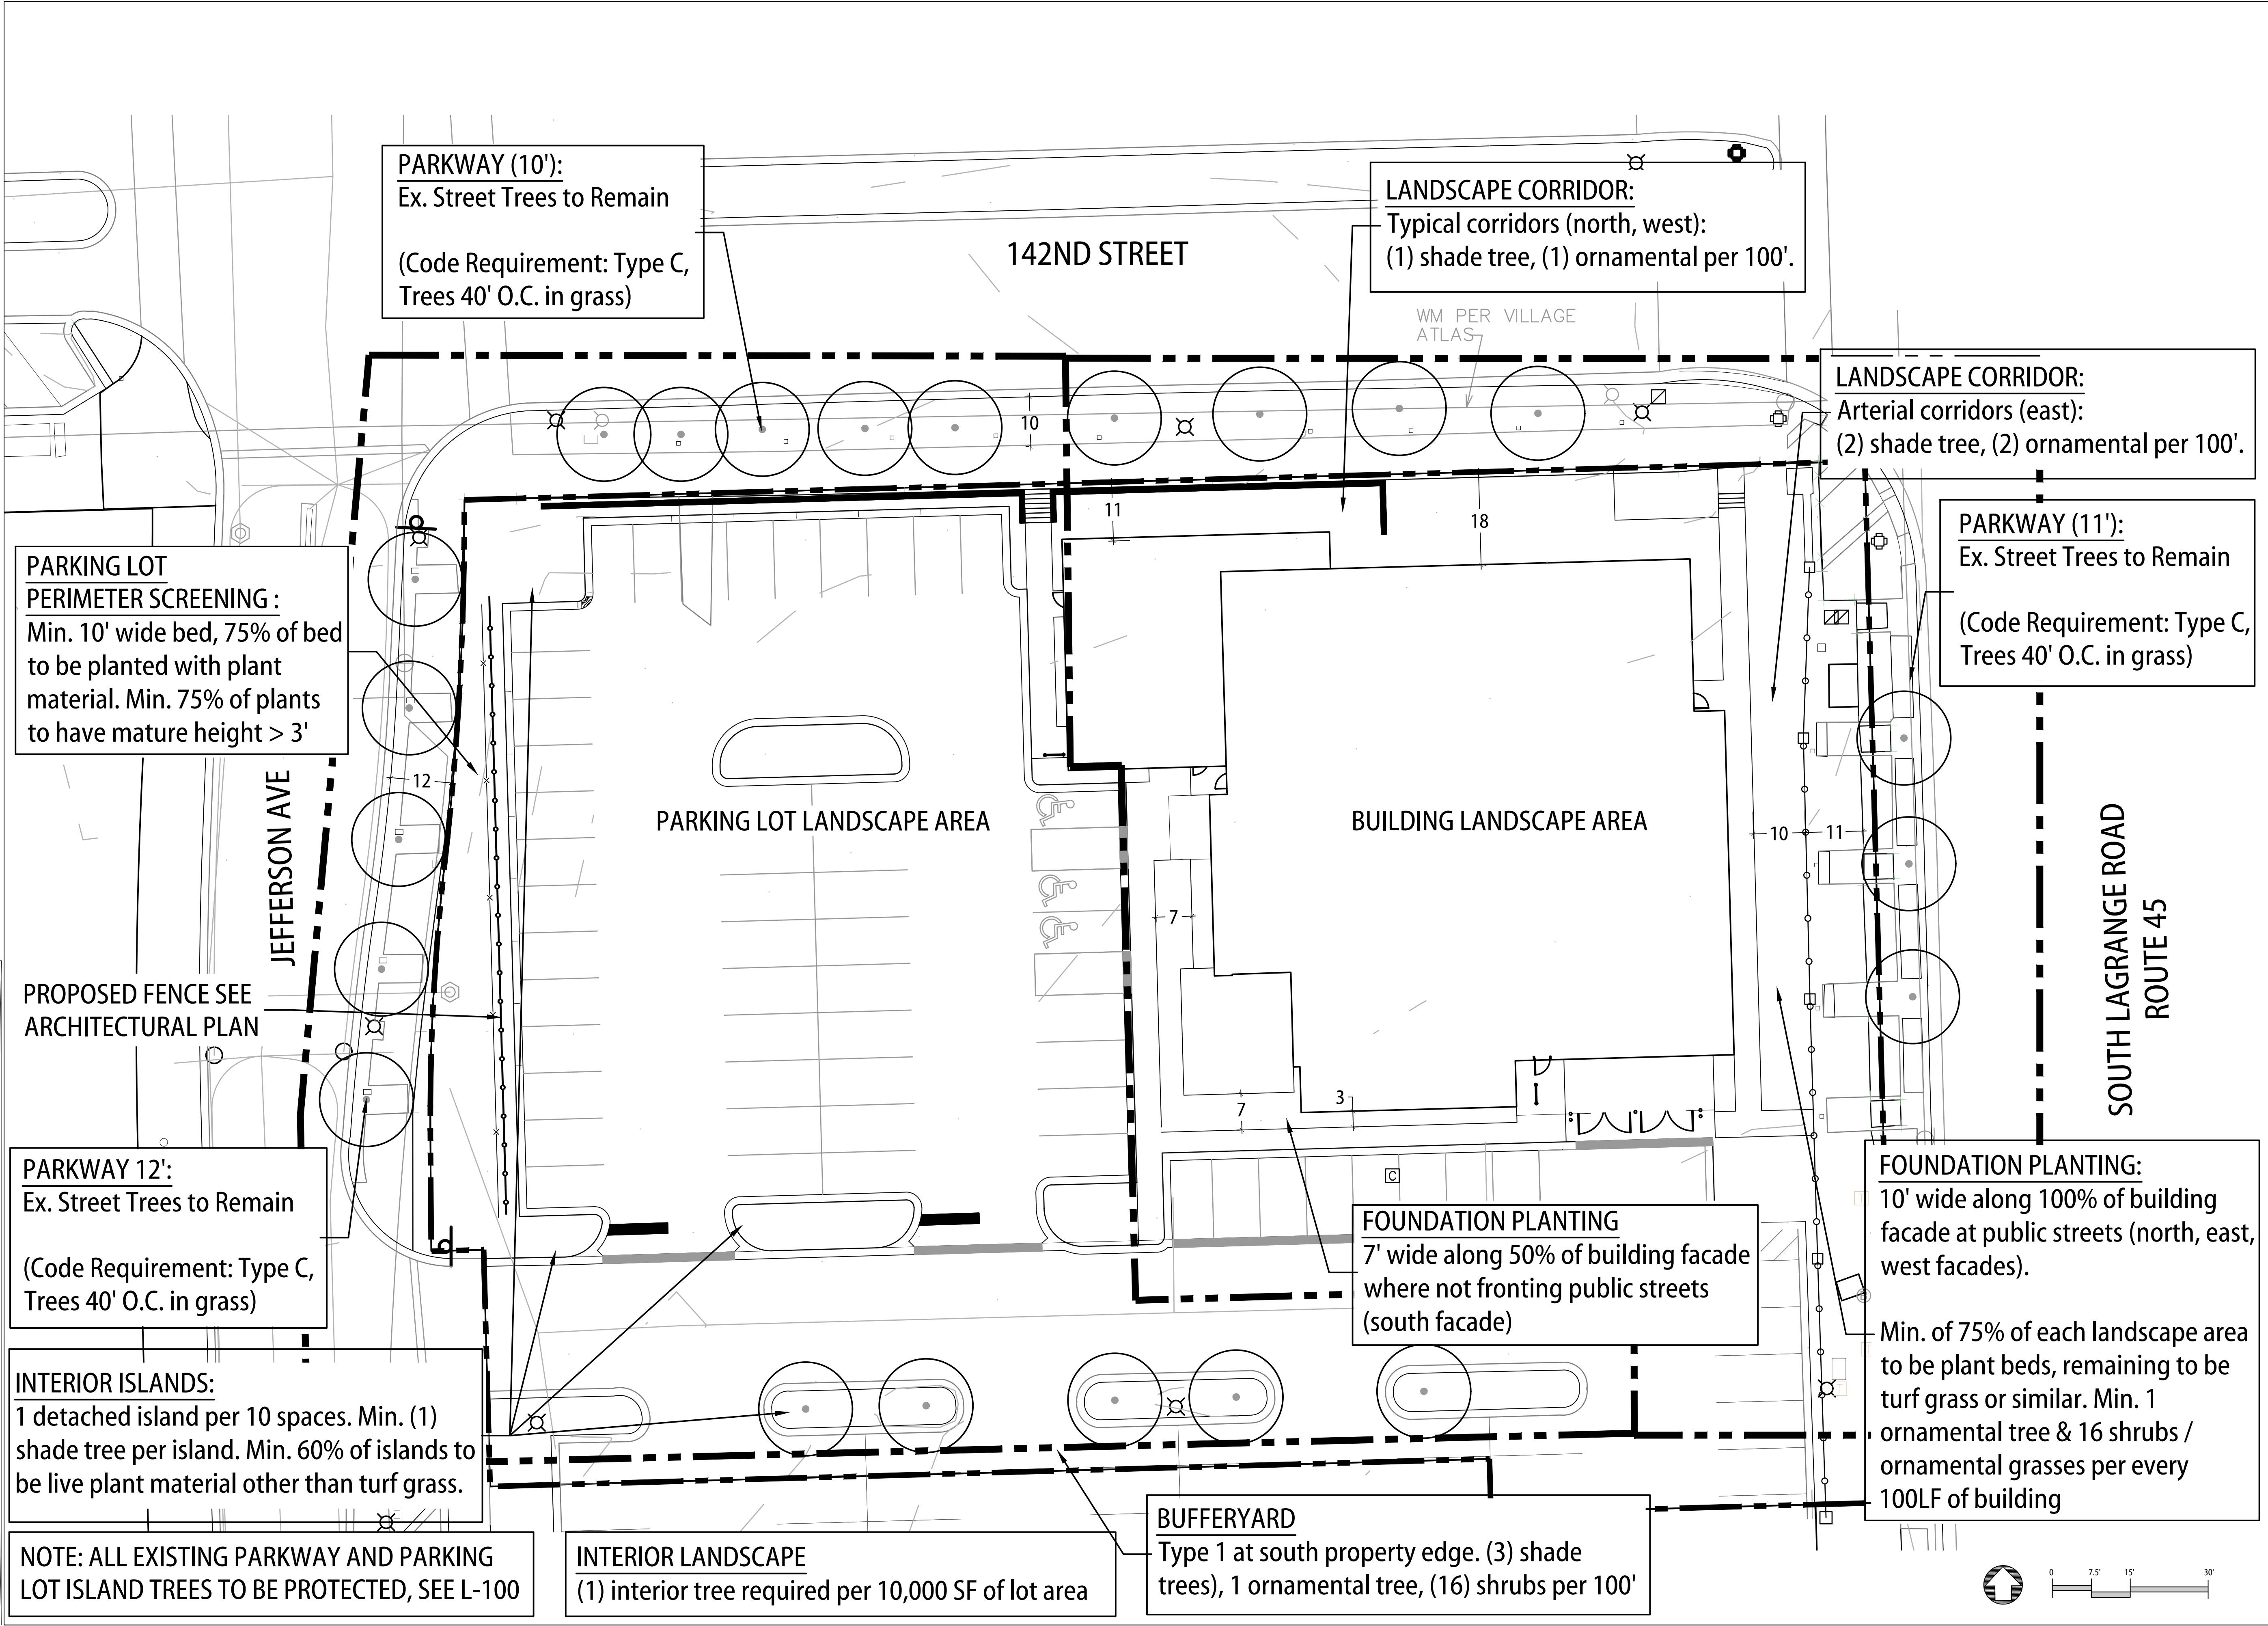 PARKWAY (10'):
Ex. Street Trees to Remain
(Code Requirement: Type C,
Trees 40' O.C. in grass)
142ND STREET
LANDSCAPE CORRIDOR:
Typical corridors (north, west):
(1) shade tree, (1) ornamental per 100'.
WM PER VILLAGE
ATLAS
LANDSCAPE CORRIDOR:
Arterial corridors (east):
(2) shade tree, (2) ornamental per 100'.
10
11
18
PARKWAY (11'):
Ex. Street Trees to Remain
(Code Requirement: Type C,
Trees 40' O.C. in grass)
PARKING LOT
PERIMETER SCREENING :
Min. 10' wide bed, 75% of bed
to be planted with plant
material. Min. 75% of plants
to have mature height > 3'
12
JEFFERSON AVE
PARKING LOT LANDSCAPE AREA
BUILDING LANDSCAPE AREA
10
11
SOUTH LAGRANGE ROAD
ROUTE 45
7
PROPOSED FENCE SEE
ARCHITECTURAL PLAN
7
3
C
PARKWAY 12':
Ex. Street Trees to Remain
(Code Requirement: Type C,
Trees 40' O.C. in grass)
FOUNDATION PLANTING
7' wide along 50% of building facade
where not fronting public streets
(south facade)
FOUNDATION PLANTING:
10' wide along 100% of building
facade at public streets (north, east,
west facades).
Min. of 75% of each landscape area
to be plant beds, remaining to be
turf grass or similar. Min. 1
ornamental tree & 16 shrubs /
ornamental grasses per every
100LF of building
INTERIOR ISLANDS:
1 detached island per 10 spaces. Min. (1)
shade tree per island. Min. 60% of islands to
be live plant material other than turf grass.
NOTE: ALL EXISTING PARKWAY AND PARKING
LOT ISLAND TREES TO BE PROTECTED, SEE L-100
INTERIOR LANDSCAPE
(1) interior tree required per 10,000 SF of lot area
BUFFERYARD
Type 1 at south property edge. (3) shade
trees), 1 ornamental tree, (16) shrubs per 100'
0 7.5' 15' 30'